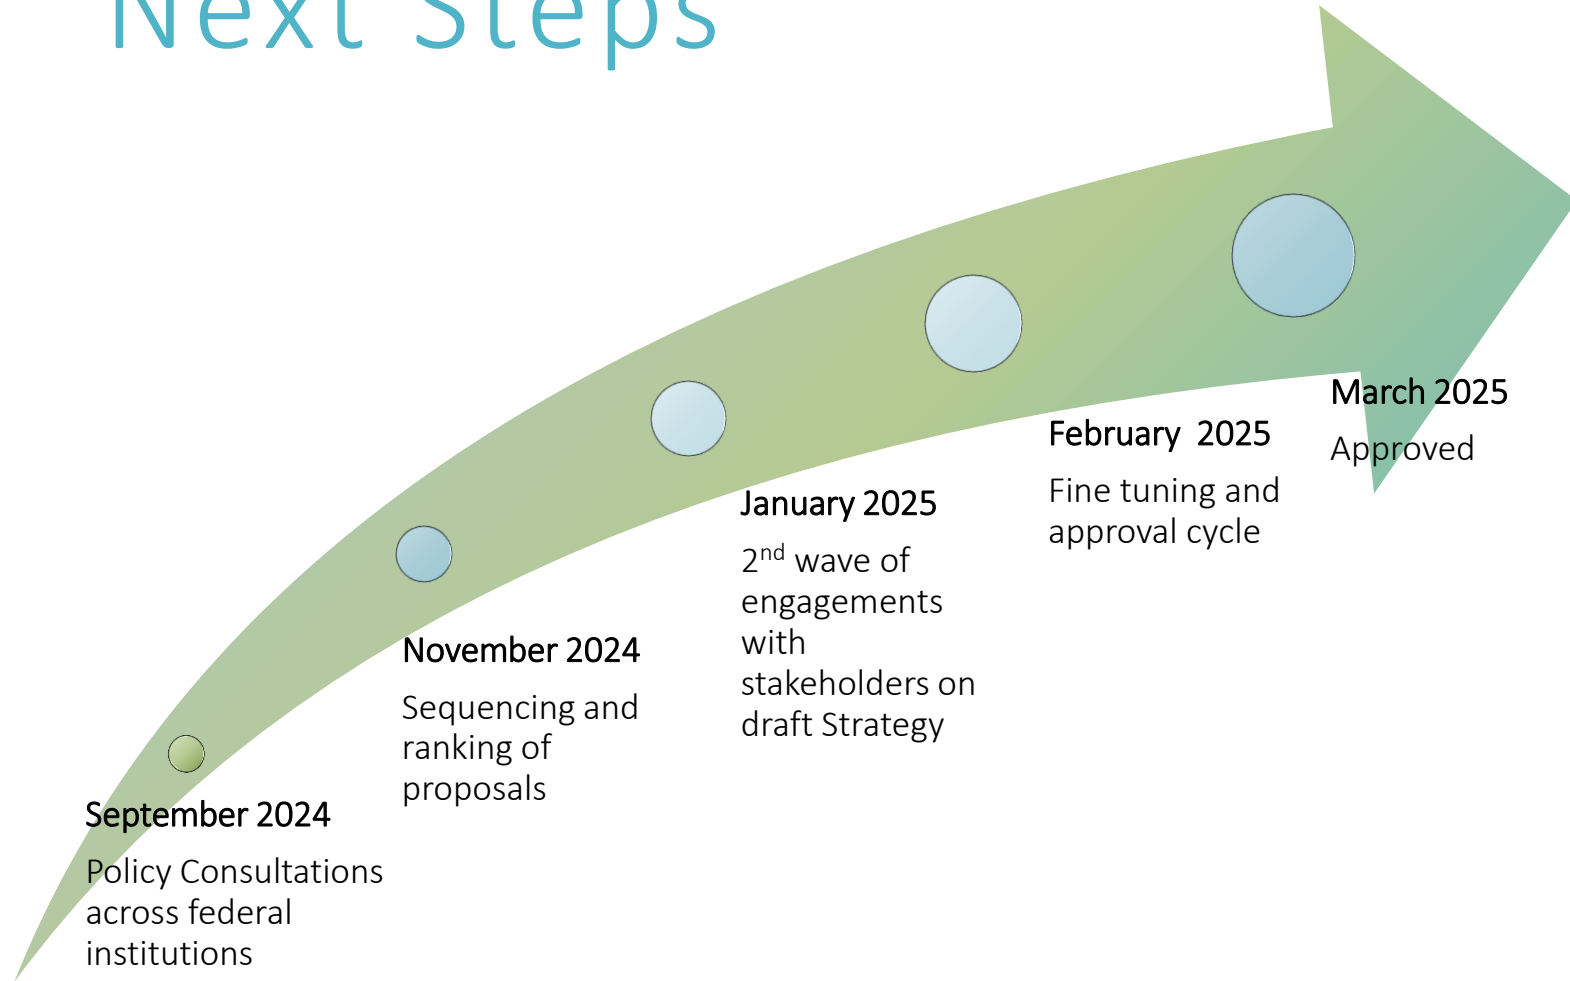 Next Steps
September 2024
Policy Consultations
across federal
institutions
November 2024
Sequencing and
ranking of
proposals
January 2025
2nd wave of
engagements
with
stakeholders on
draft Strategy
February  2025
Fine tuning and
approval cycle
March 2025
Approved